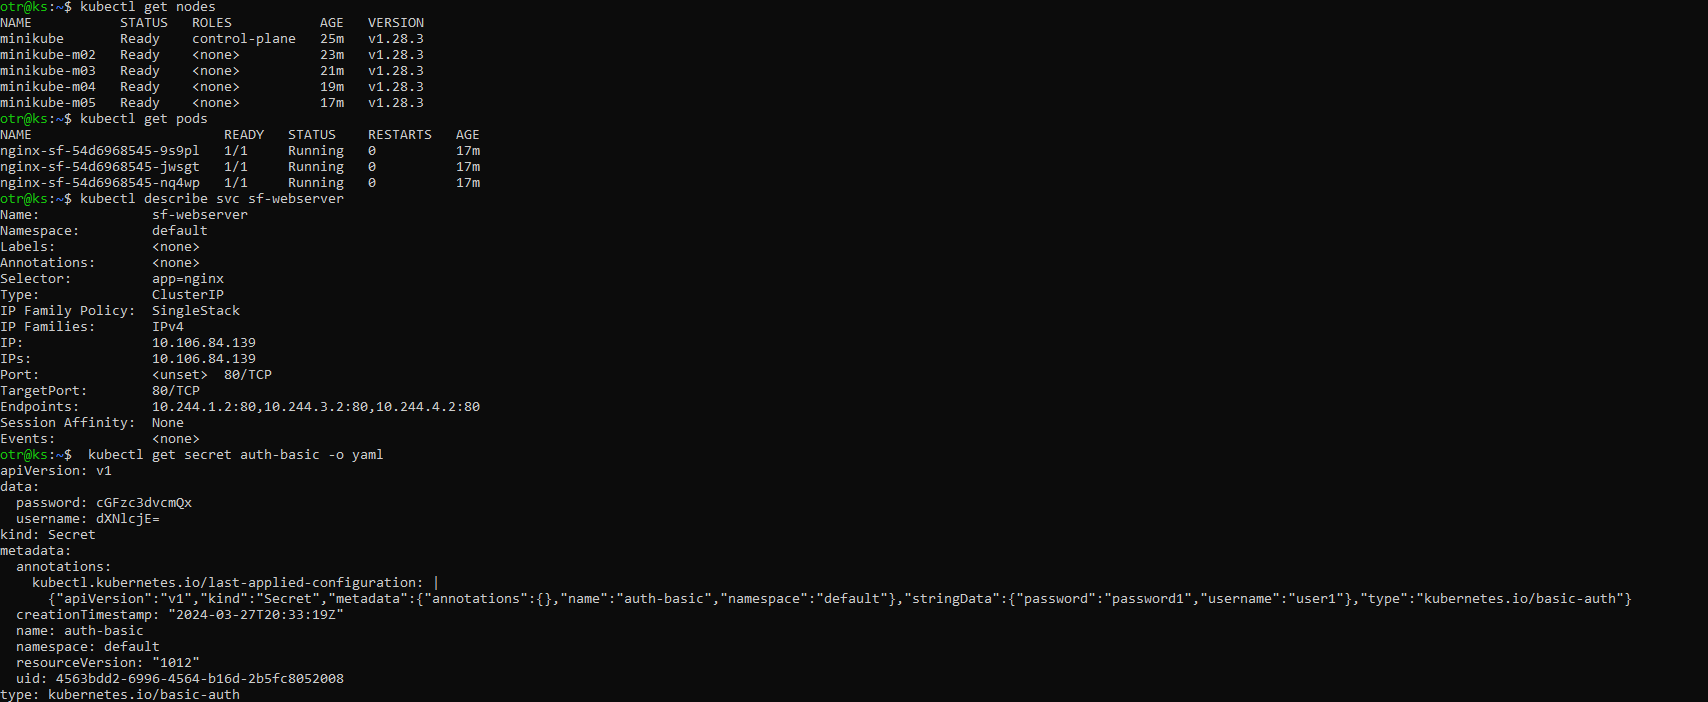 otr@ks:~$ kubectl get nodes
NAME           STATUS   ROLES           AGE   VERSION
minikube       Ready    control-plane   25m   v1.28.3
minikube-m02   Ready    <none>          23m   v1.28.3
minikube-m03   Ready    <none>          21m   v1.28.3
minikube-m04   Ready    <none>          19m   v1.28.3
minikube-m05   Ready    <none>          17m   v1.28.3
otr@ks:~$ kubectl get pods
NAME                        READY   STATUS    RESTARTS   AGE
nginx-sf-54d6968545-9s9pl   1/1     Running   0          17m
nginx-sf-54d6968545-jwsgt   1/1     Running   0          17m
nginx-sf-54d6968545-nq4wp   1/1     Running   0          17m
otr@ks:~$ kubectl describe svc sf-webserver
Name:              sf-webserver
Namespace:         default
Labels:            <none>
Annotations:       <none>
Selector:          app=nginx
Type:              ClusterIP
IP Family Policy:  SingleStack
IP Families:       IPv4
IP:                10.106.84.139
IPs:               10.106.84.139
Port:              <unset>  80/TCP
TargetPort:        80/TCP
Endpoints:         10.244.1.2:80,10.244.3.2:80,10.244.4.2:80
Session Affinity:  None
Events:            <none>
otr@ks:~$  kubectl get secret auth-basic -o yaml
apiVersion: v1
data:
  password: cGFzc3dvcmQx
  username: dXNlcjE=
kind: Secret
metadata:
  annotations:
    kubectl.kubernetes.io/last-applied-configuration: |
      {"apiVersion":"v1","kind":"Secret","metadata":{"annotations":{},"name":"auth-basic","namespace":"default"},"stringData":{"password":"password1","username":"user1"},"type":"kubernetes.io/basic-auth"}
  creationTimestamp: "2024-03-27T20:33:19Z"
  name: auth-basic
  namespace: default
  resourceVersion: "1012"
  uid: 4563bdd2-6996-4564-b16d-2b5fc8052008
type: kubernetes.io/basic-auth